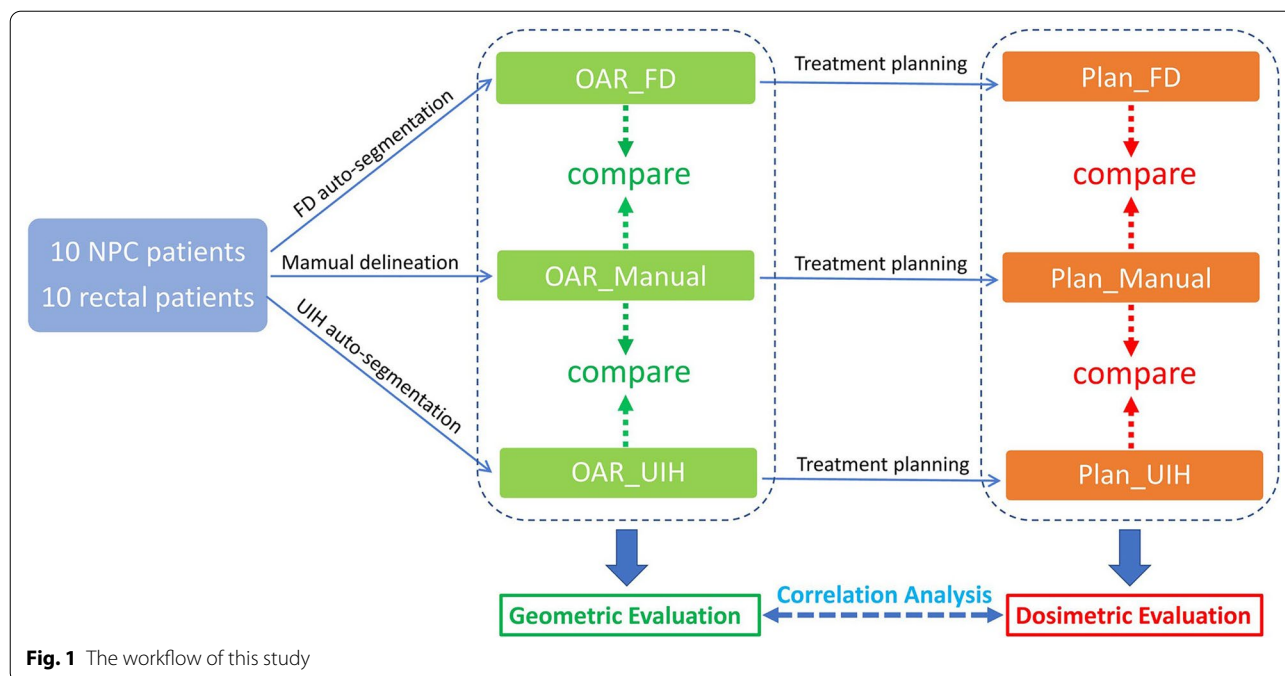 FD auto-segmentation
OAR_FD
Treatment planning
Plan_FD
compare
compare
10 NPC patients
10 rectal patients
Mamual delineation
OAR_Manual
Treatment planning
Plan_Manual
UIH auto-segmentation
compare
compare
OAR_UIH
Treatment planning
Plan_UIH
Geometric Evaluation
Correlation Analysis
Dosimetric Evaluation
Fig. 1 The workflow of this study